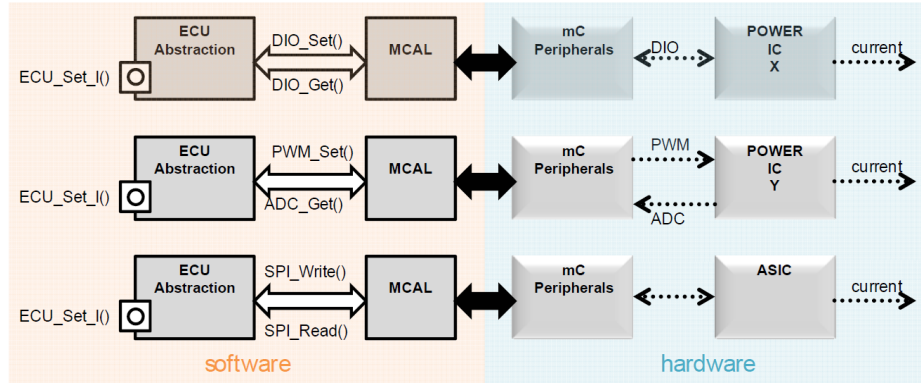 ECU
Abstraction
DIO_Set()
DIO_Get()
MCAL
mC
Peripherals
DIO
POWER
IC
X
current
ECU_Set_I()
ECU
Abstraction
PWM_Set()
ADC_Get()
MCAL
mC
Peripherals
PWM
ADC
POWER
IC
Y
current
ECU_Set_I()
ECU
Abstraction
SPI_Write()
SPI_Read()
MCAL
mC
Peripherals
ASIC
current
ECU_Set_I()
software
hardware